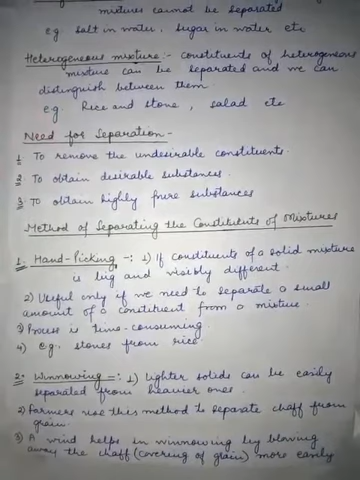 mixtures cannot be separated
eg salt in water, sugar in water etc
Heterogeneous mixture:- constituents of heterogeneous
mixture can be separated and we can
distinguish between them.
eg. Rice and stone, salad etc
Need for Separation-
1. To remove the undesirable constituents.
2. To obtain desirable substances.
3. To obtain highly pure substances
Method of Separating the Constituents of Mixtures
1. Hand-Picking -: 1) If constituents of a solid mixture
is big and visibly different.
2) Useful only if we need to separate a small
amount of a constituent from a mixture.
3) Process is time-consuming.
4) eg. stones from rice
2. Winnowing -: 1) Lighter solids can be easily
separated from heavier ones.
2) Farmers use this method to separate chaff from
grain.
3) A wind helps in winnowing by blowing
away the chaff (covering of grain) more easily